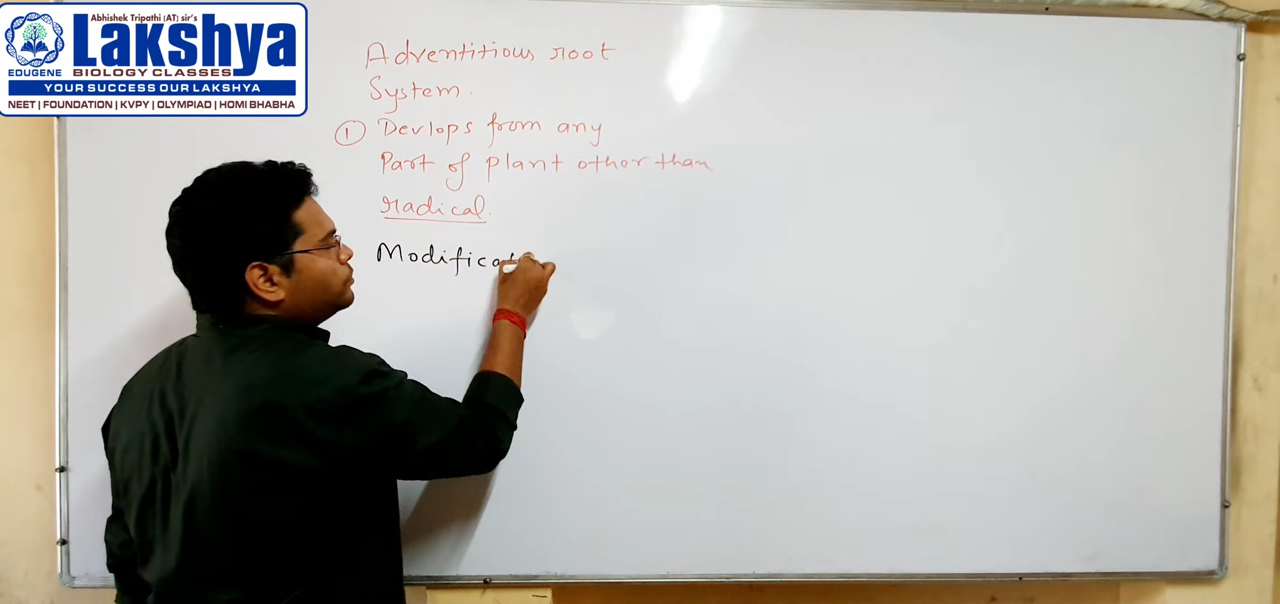 Abhishek Tripathi (AT) sir's
Lakshya
EDUGENE
BIOLOGY CLASSES
YOUR SUCCESS OUR LAKSHYA
NEET | FOUNDATION | KVPY | OLYMPIAD | HOMI BHABHA
Adventitious root
System.
① Devlops from any
Part of plant other than
radical.
Modificat